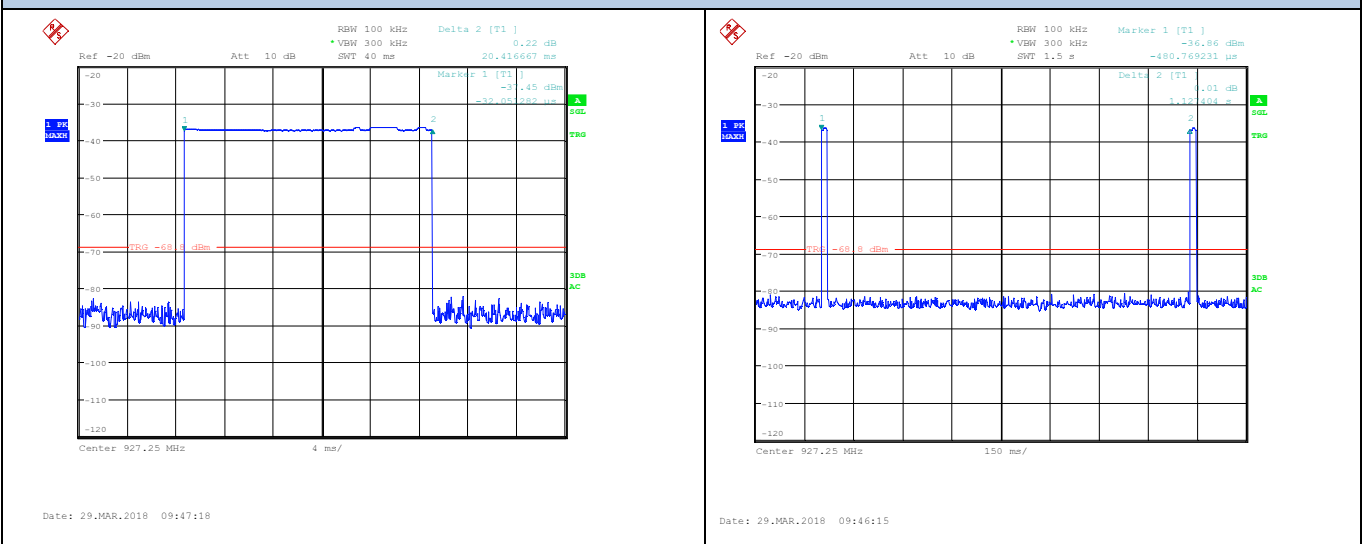 RBW 100 kHz Delta 2 [T1 ]
*VBW 300 kHz 0.22 dB
Ref -20 dBm Att 10 dB SWT 40 ms 20.416667 ms
-20 Marker 1 [T1 ]
-37.45 dBm
-32.051282 µs
A
SGL
-30
1 PK
MAXH
TRG
1
2
-40
-50
-60
TRG -68.8 dBm
-70
3DB
AC
-80
-90
-100
-110
-120
Center 927.25 MHz 4 ms/
Date: 29.MAR.2018 09:47:18
RBW 100 kHz Marker 1 [T1 ]
*VBW 300 kHz -36.86 dBm
Ref -20 dBm Att 10 dB SWT 1.5 s -480.769231 µs
-20 Delta 2 [T1 ]
0.01 dB
1.127404 s
A
SGL
-30
1 PK
MAXH
TRG
1
2
-40
-50
-60
TRG -68.8 dBm
-70
3DB
AC
-80
-90
-100
-110
-120
Center 927.25 MHz 150 ms/
Date: 29.MAR.2018 09:46:15